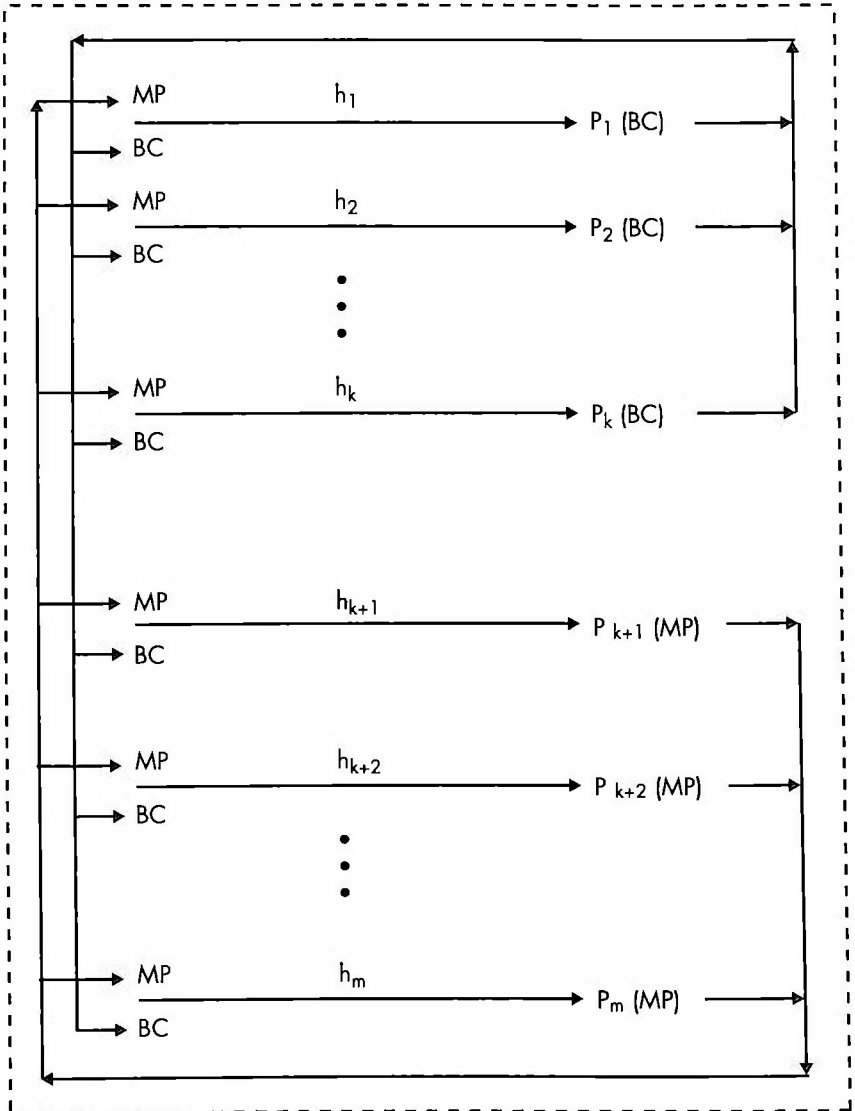 MP h₁
P₁ (BC)
BC
MP h₂
P₂ (BC)
BC
MP hₖ
Pₖ (BC)
BC
MP hₖ₊₁
P ₖ₊₁ (MP)
BC
MP hₖ₊₂
P ₖ₊₂ (MP)
BC
MP hₘ
Pₘ (MP)
BC